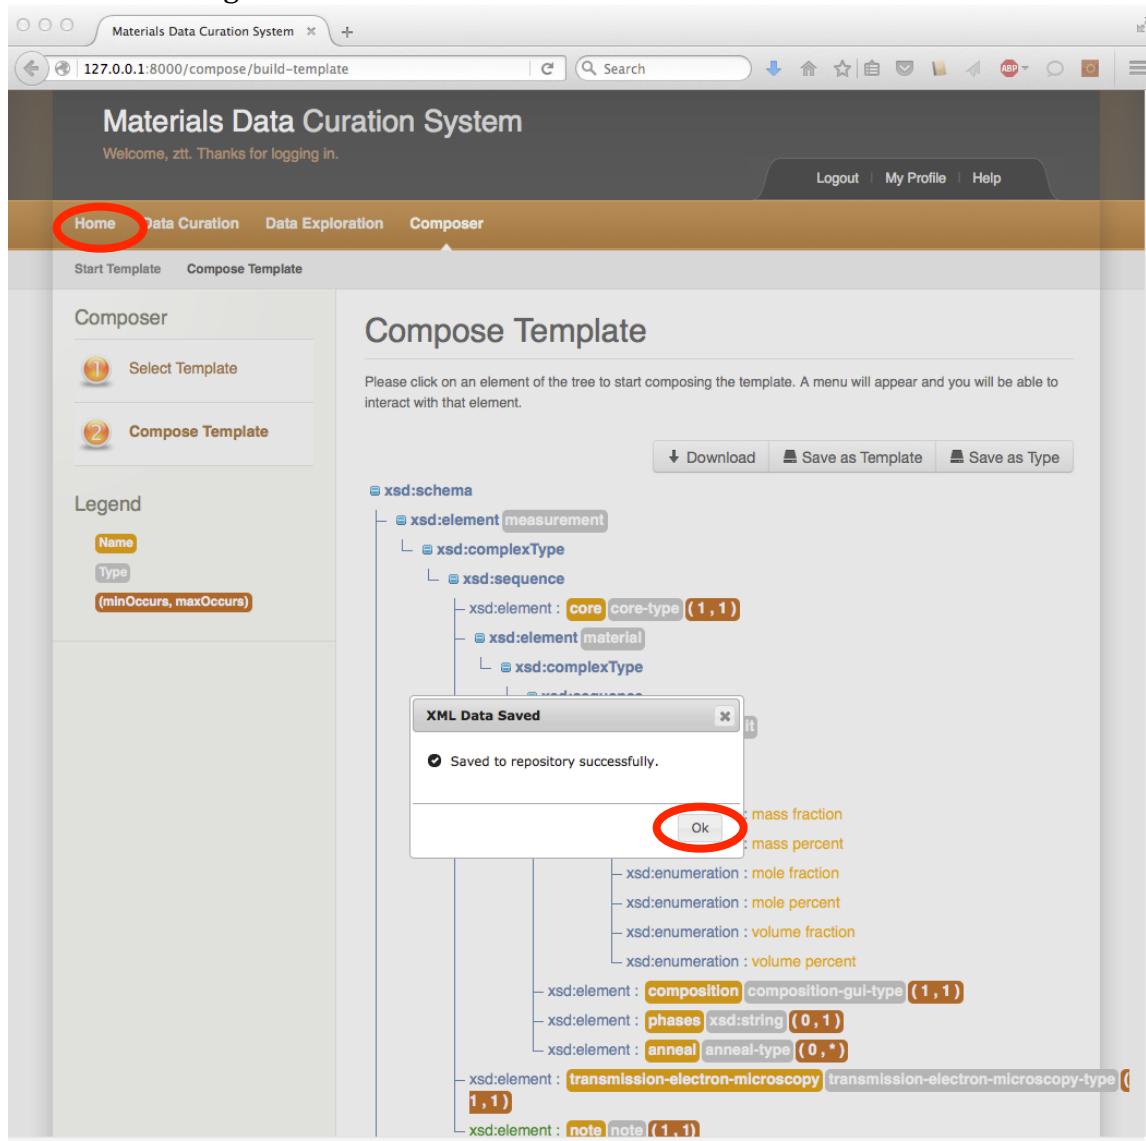 Materials Data Curation System × +
127.0.0.1:8000/compose/build-template
Search
ABP
Materials Data Curation System
Welcome, ztt. Thanks for logging in.
Logout My Profile Help
Home Data Curation Data Exploration Composer
Start Template Compose Template
Composer
1 Select Template
2 Compose Template
Legend
Name
Type
(minOccurs, maxOccurs)
Compose Template
Please click on an element of the tree to start composing the template. A menu will appear and you will be able to
interact with that element.
Download Save as Template Save as Type
xsd:schema
xsd:element measurement
xsd:complexType
xsd:sequence
xsd:element : core core-type ( 1 , 1 )
xsd:element material
xsd:complexType
XML Data Saved
Saved to repository successfully.
Ok
: mass fraction
: mass percent
xsd:enumeration : mole fraction
xsd:enumeration : mole percent
xsd:enumeration : volume fraction
xsd:enumeration : volume percent
xsd:element : composition composition-gui-type ( 1 , 1 )
xsd:element : phases xsd:string ( 0 , 1 )
xsd:element : anneal anneal-type ( 0 , * )
xsd:element : transmission-electron-microscopy transmission-electron-microscopy-type (
1 , 1 )
xsd:element : note note ( 1 , 1)